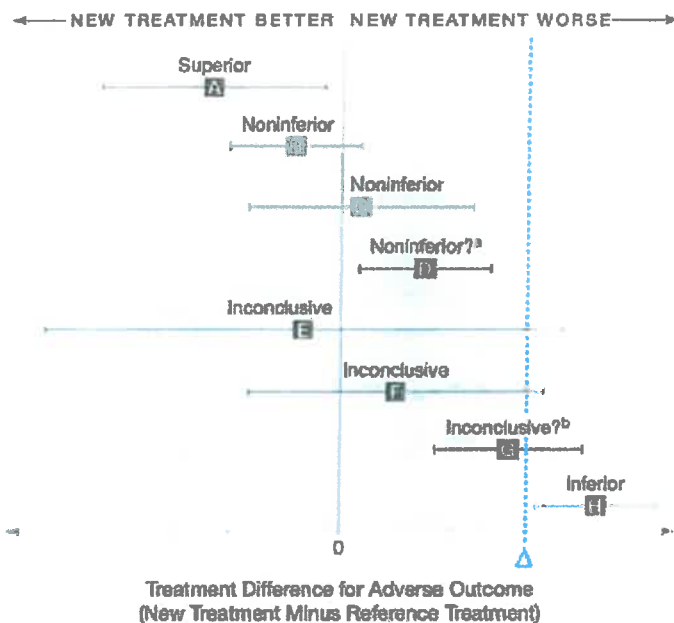 NEW TREATMENT BETTER NEW TREATMENT WORSE
Superior
A
Noninferior
Noninferior
C
Noninferior?ᵃ
D
Inconclusive
E
Inconclusive
F
Inconclusive?ᵇ
G
Inferior
H
0
Δ
Treatment Difference for Adverse Outcome
(New Treatment Minus Reference Treatment)